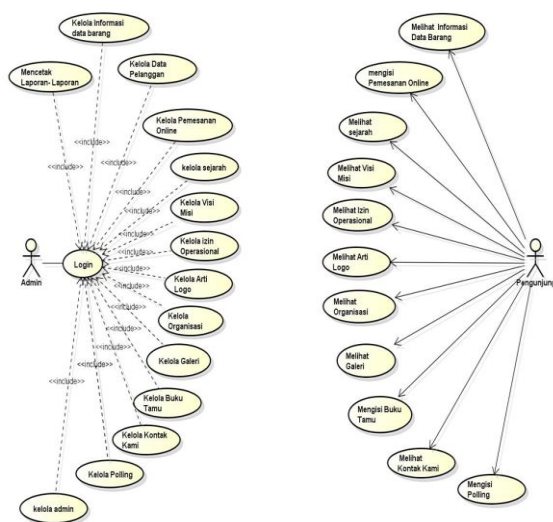 Kelola Informasi
data barang
Mencetak
Laporan- Laporan
Kelola Data
Pelanggan
Kelola Pemesanan
Online
kelola sejarah
Kelola Visi
Misi
Kelola Izin
Operasional
Kelola Arti
Logo
Kelola
Organisasi
Kelola Galeri
Kelola Buku
Tamu
Kelola Kontak
Kami
Kelola Polling
kelola admin
<<include>>
<<include>>
<<include>>
<<include>>
<<include>>
<<include>>
<<include>>
<<include>>
<<include>>
<<include>>
<<include>>
<<include>>
<<include>>
<<include>>
Admin
Login
Melihat Informasi
Data Barang
mengisi
Pemesanan Online
Melihat
sejarah
Melihat Visi
Misi
Melihat Izin
Operasional
Melihat Arti
Logo
Melihat
Organisasi
Melihat
Galeri
Mengisi Buku
Tamu
Melihat
Kontak Kami
Mengisi
Polling
Pengunjung